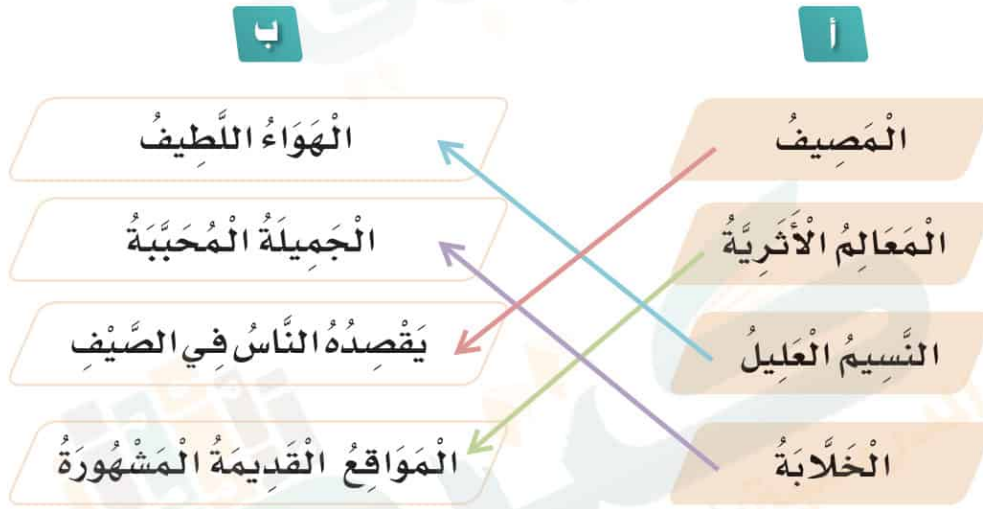 أ
ب
الْمَصِيفُ
الْهَوَاءُ اللَّطِيفُ
الْمَعَالِمُ الْأَثَرِيَّةُ
الْجَمِيلَةُ الْمُحَبَّبَةُ
النَّسِيمُ الْعَلِيلُ
يَقْصِدُهُ النَّاسُ فِي الصَّيْفِ
الْخَلَّابَةُ
الْمَوَاقِعُ الْقَدِيمَةُ الْمَشْهُورَةُ